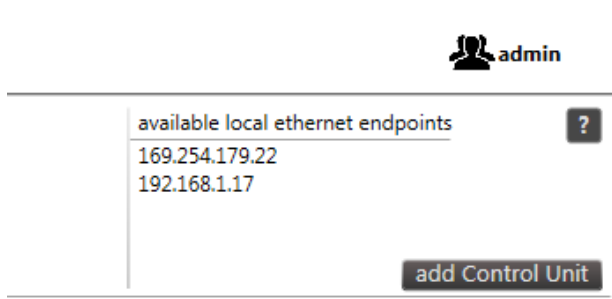 admin
available local ethernet endpoints
?
169.254.179.22
192.168.1.17
add Control Unit